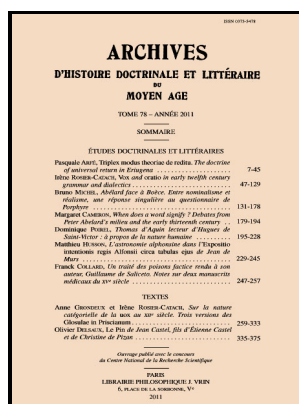 ISSN 0373-5478
ARCHIVES
D'HISTOIRE DOCTRINALE ET LITTÉRAIRE
DU
MOYEN AGE
TOME 78 – ANNÉE 2011
SOMMAIRE
ÉTUDES DOCTRINALES ET LITTÉRAIRES
Pasquale ARFÉ, Triplex modus theoriae de redita. The doctrine
of universal return in Eriugena ........................ 7-45
Irène ROSIER-CATACH, Vox and oratio in early twelfth century
grammar and dialectics ........................ 47-129
Bruno MICHEL, Abélard face à Boèce. Entre nominalisme et
réalisme, une réponse singulière au questionnaire de
Porphyre ........................ 131-178
Margaret CAMERON, When does a word signify ? Debates from
Peter Abelard's milieu and the early thirteenth century .. 179-194
Dominique POIREL, Thomas d'Aquin lecteur d'Hugues de
Saint-Victor : à propos de la nature humaine ........ 195-228
Matthieu HUSSON, L'astronomie alphonsine dans l'Expositio
intentionis regis Alfonsii circa tabulas ejus de Jean de
Murs ........................ 229-245
Franck COLLARD, Un traité des poisons factice rendu à son
auteur, Guillaume de Saliceto. Notes sur deux manuscrits
médicaux du XVe siècle ........................ 247-257
TEXTES
Anne GRONDEUX et Irène ROSIER-CATACH, Sur la nature
catégorielle de la uox au XIIe siècle. Trois versions des
Glosulae in Priscianum ........................ 259-333
Olivier DELSAUX, Le Pin de Jean Castel, fils d'Étienne Castel
et de Christine de Pizan ........................ 335-375
Ouvrage publié avec le concours
du Centre National de la Recherche Scientifique
PARIS
LIBRAIRIE PHILOSOPHIQUE J. VRIN
6, PLACE DE LA SORBONNE, Ve
2011